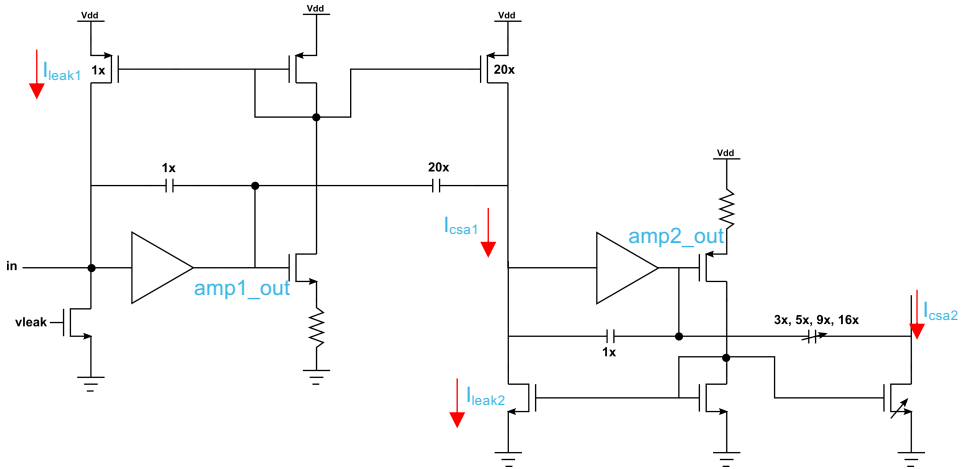 Vdd
Vdd
Vdd
Ileak1
1x
20x
1x
20x
Vdd
Icsa1
amp2_out
in
amp1_out
Icsa2
vleak
3x, 5x, 9x, 16x
1x
Ileak2